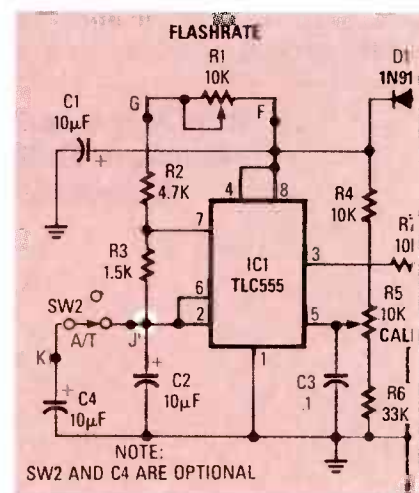 FLASHRATE
R1
10K
D1
1N91
G
F
C1
10µF
+
R2
4.7K
4
8
R4
10K
7
R3
1.5K
IC1
TLC555
3
SW2
6
2
5
R5
10K
A/T
J'
K
+
+
C4
10µF
C2
10µF
1
C3
.1
R6
33K
NOTE:
SW2 AND C4 ARE OPTIONAL